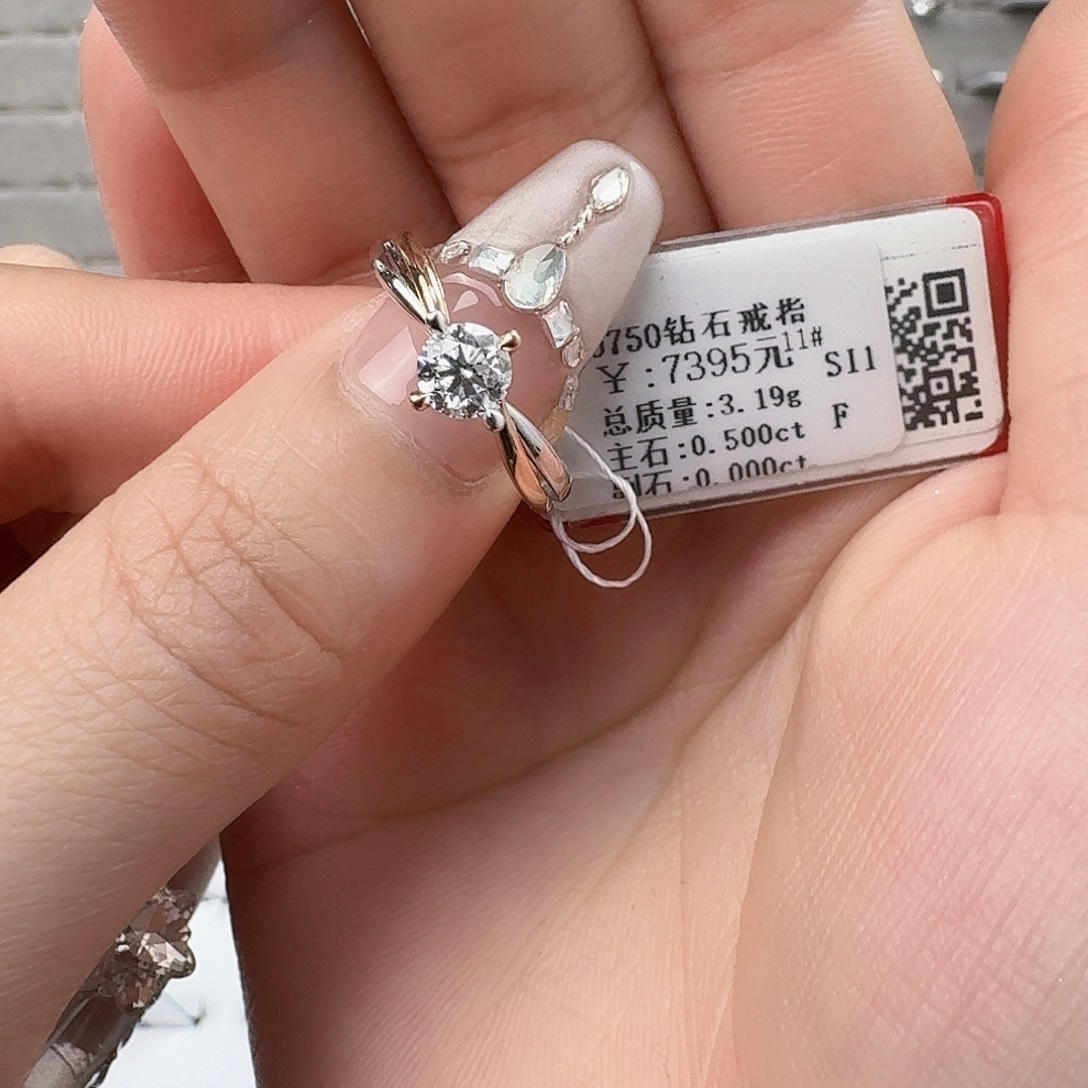 750钻石戒指
11#
￥:7395元
SI1
总质量:3.19g
F
主石:0.500ct
副石:0.000ct